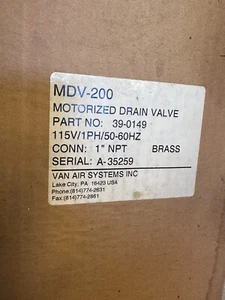 MDV-200
MOTORIZED DRAIN VALVE
PART NO: 39-0149
115V/1PH/50-60HZ
CONN: 1" NPT BRASS
SERIAL: A-35259
VAN AIR SYSTEMS INC
Lake City, PA 16423 USA
Phone:(814)774-2631
Fax:(814)774-2861